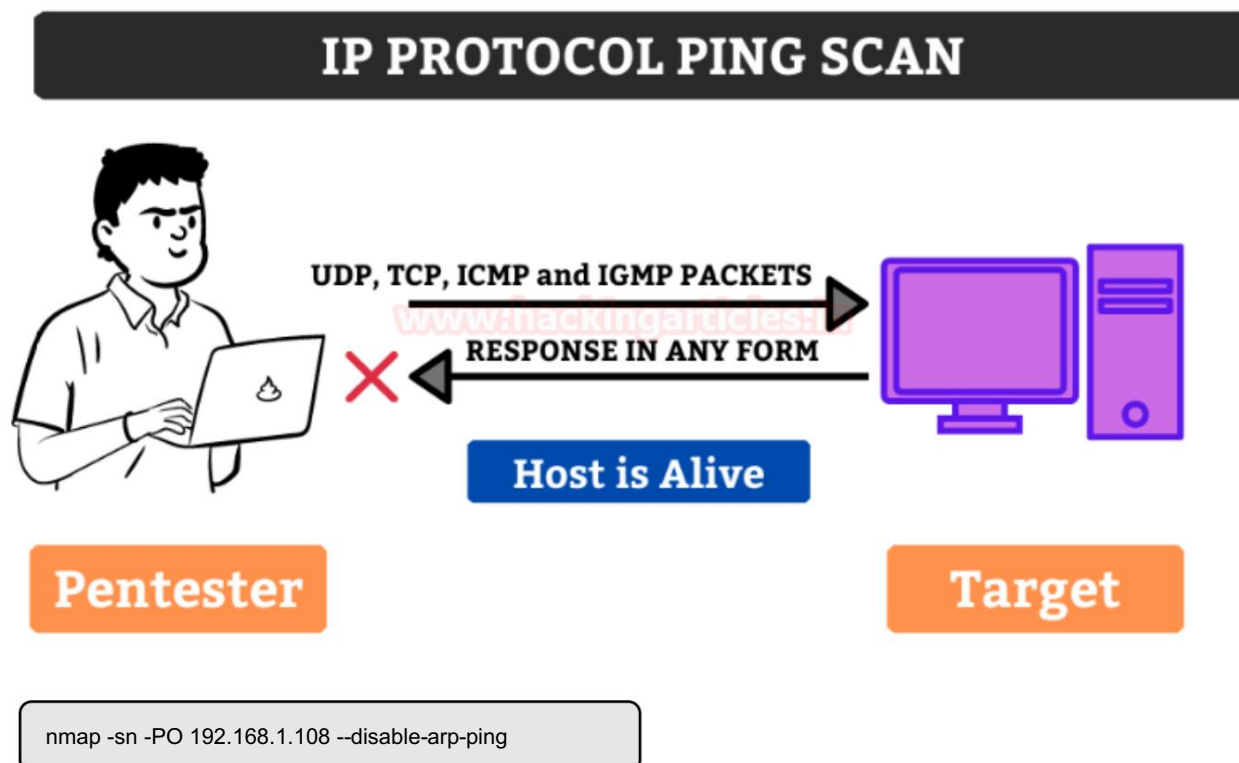 IP PROTOCOL PING SCAN
UDP, TCP, ICMP and IGMP PACKETS
www.hackingarticles.in
RESPONSE IN ANY FORM
Host is Alive
Pentester
Target
nmap -sn -PO 192.168.1.108 --disable-arp-ping